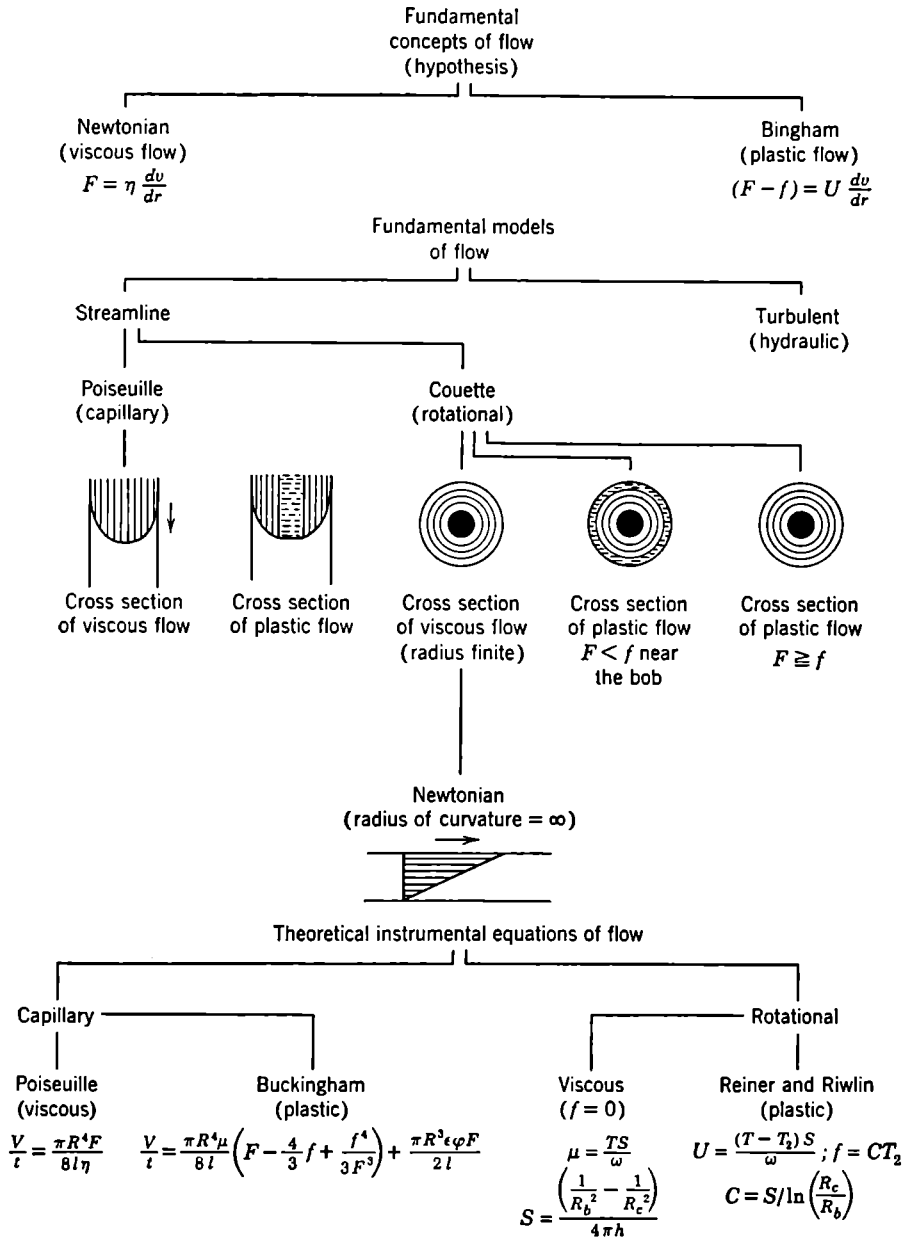 Fundamental
concepts of flow
(hypothesis)
Newtonian
(viscous flow)
F = η dv/dr
Bingham
(plastic flow)
(F − f) = U dv/dr
Fundamental models
of flow
Streamline
Turbulent
(hydraulic)
Poiseuille
(capillary)
Couette
(rotational)
Cross section
of viscous flow
Cross section
of plastic flow
Cross section
of viscous flow
(radius finite)
Cross section
of plastic flow
F < f near
the bob
Cross section
of plastic flow
F ≧ f
Newtonian
(radius of curvature = ∞)
Theoretical instrumental equations of flow
Capillary
Rotational
Poiseuille
(viscous)
V/t = πR⁴F/8lη
Buckingham
(plastic)
V/t = πR⁴μ/8l (F − 4/3 f + f⁴/3F³) + πR³εφF/2l
Viscous
(f = 0)
μ = TS/ω
S = (1/R_b² − 1/R_c²)/4πh
Reiner and Riwlin
(plastic)
U = (T − T₂) S/ω ; f = CT₂
C = S/ln(R_c/R_b)